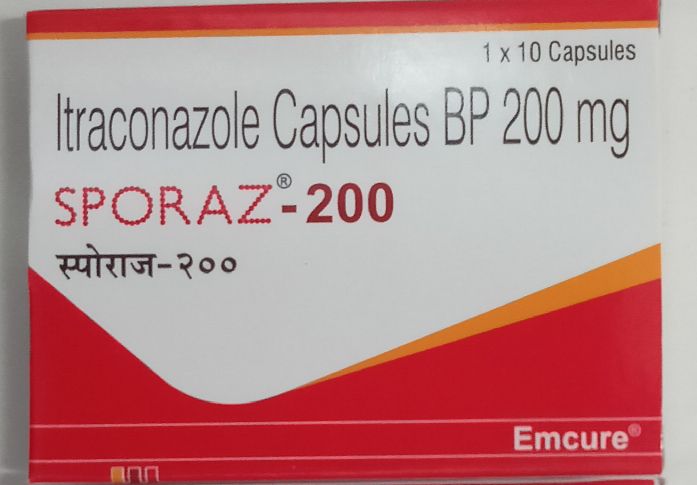 1 x 10 Capsules
Itraconazole Capsules BP 200 mg
SPORAZ®-200
स्पोराज-२००
Emcure®